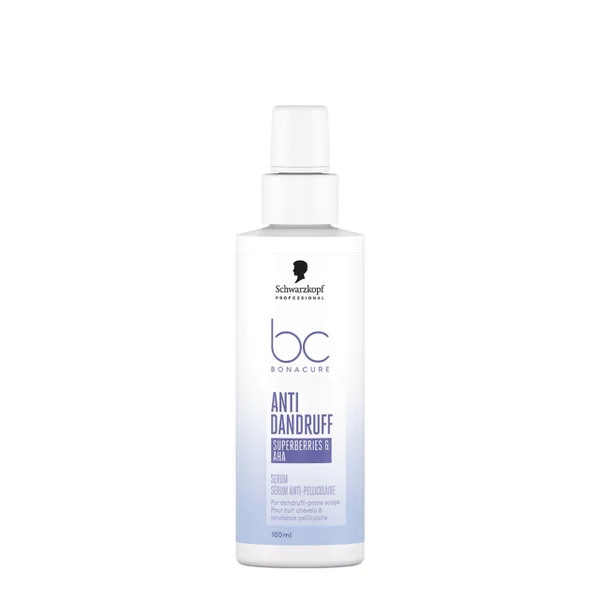 Schwarzkopf
PROFESSIONAL
bc
BONACURE
ANTI
DANDRUFF
SUPERBERRIES &
AHA
SERUM
SÉRUM ANTI-PELLICULAIRE
For dandruff-prone scalps
Pour cuir chevelu à
tendance pelliculaire
100ml